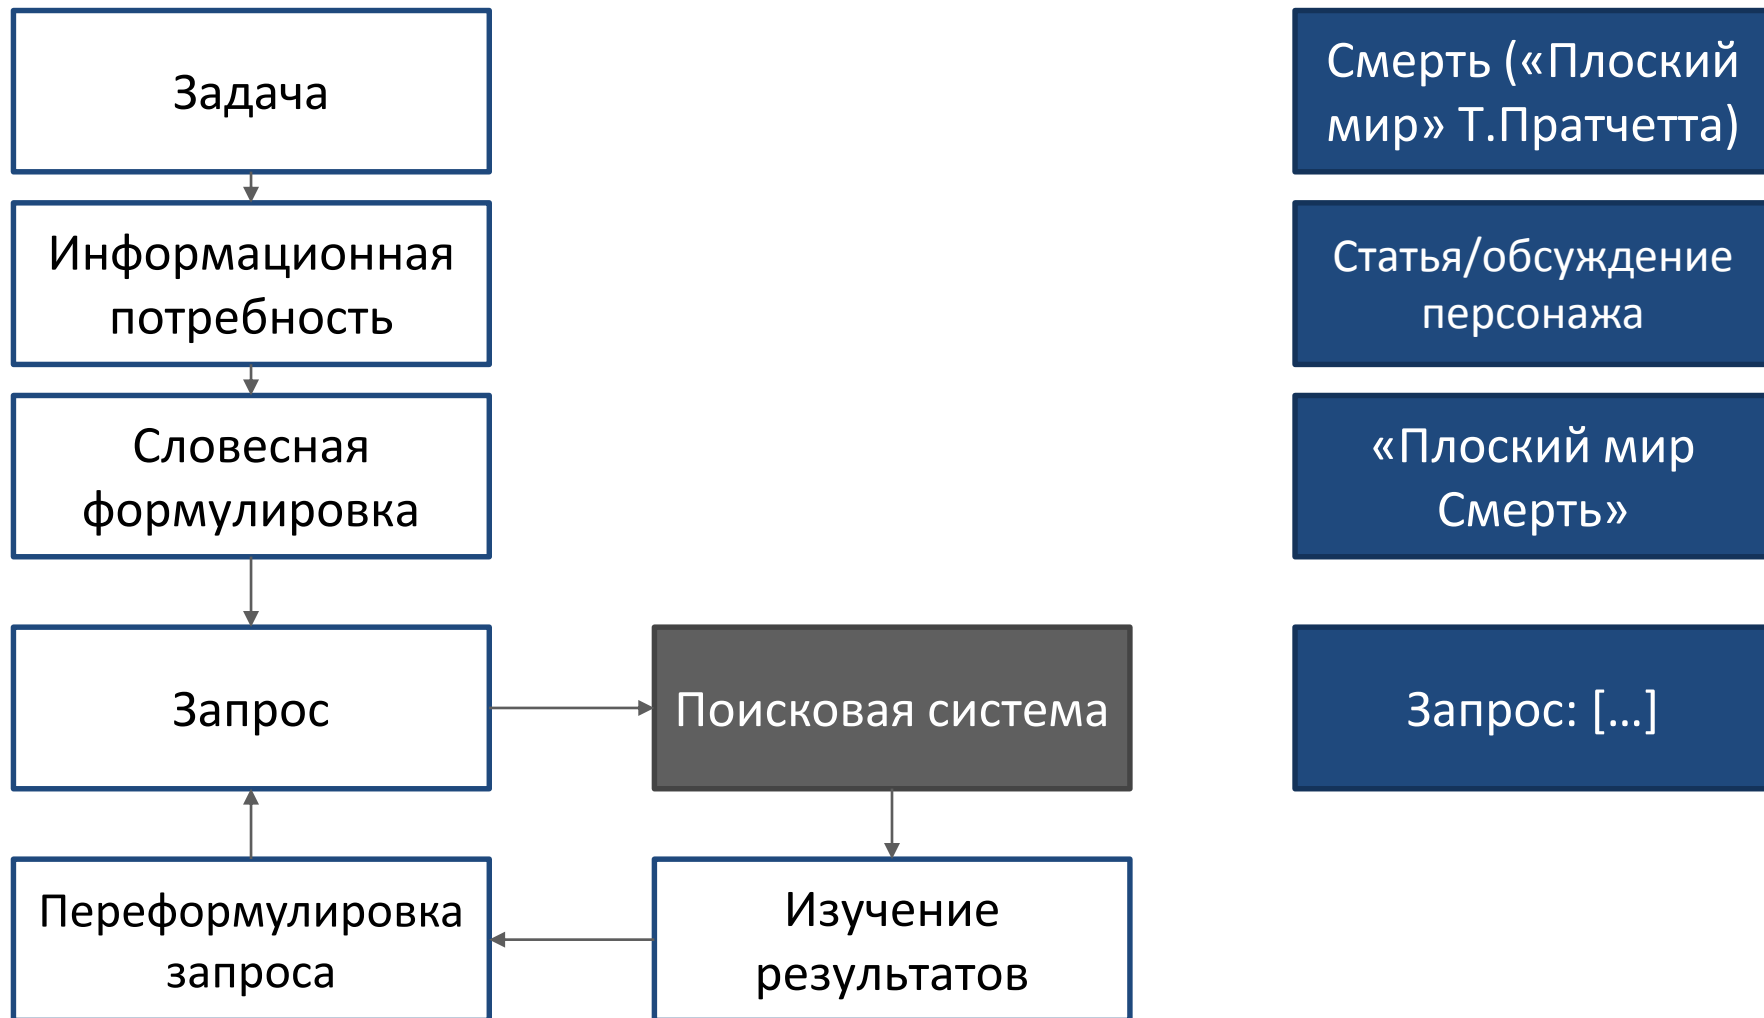 Задача
Смерть («Плоский
мир» Т.Пратчетта)
Информационная
потребность
Статья/обсуждение
персонажа
Словесная
формулировка
«Плоский мир
Смерть»
Запрос
Поисковая система
Запрос: [...]
Переформулировка
запроса
Изучение
результатов